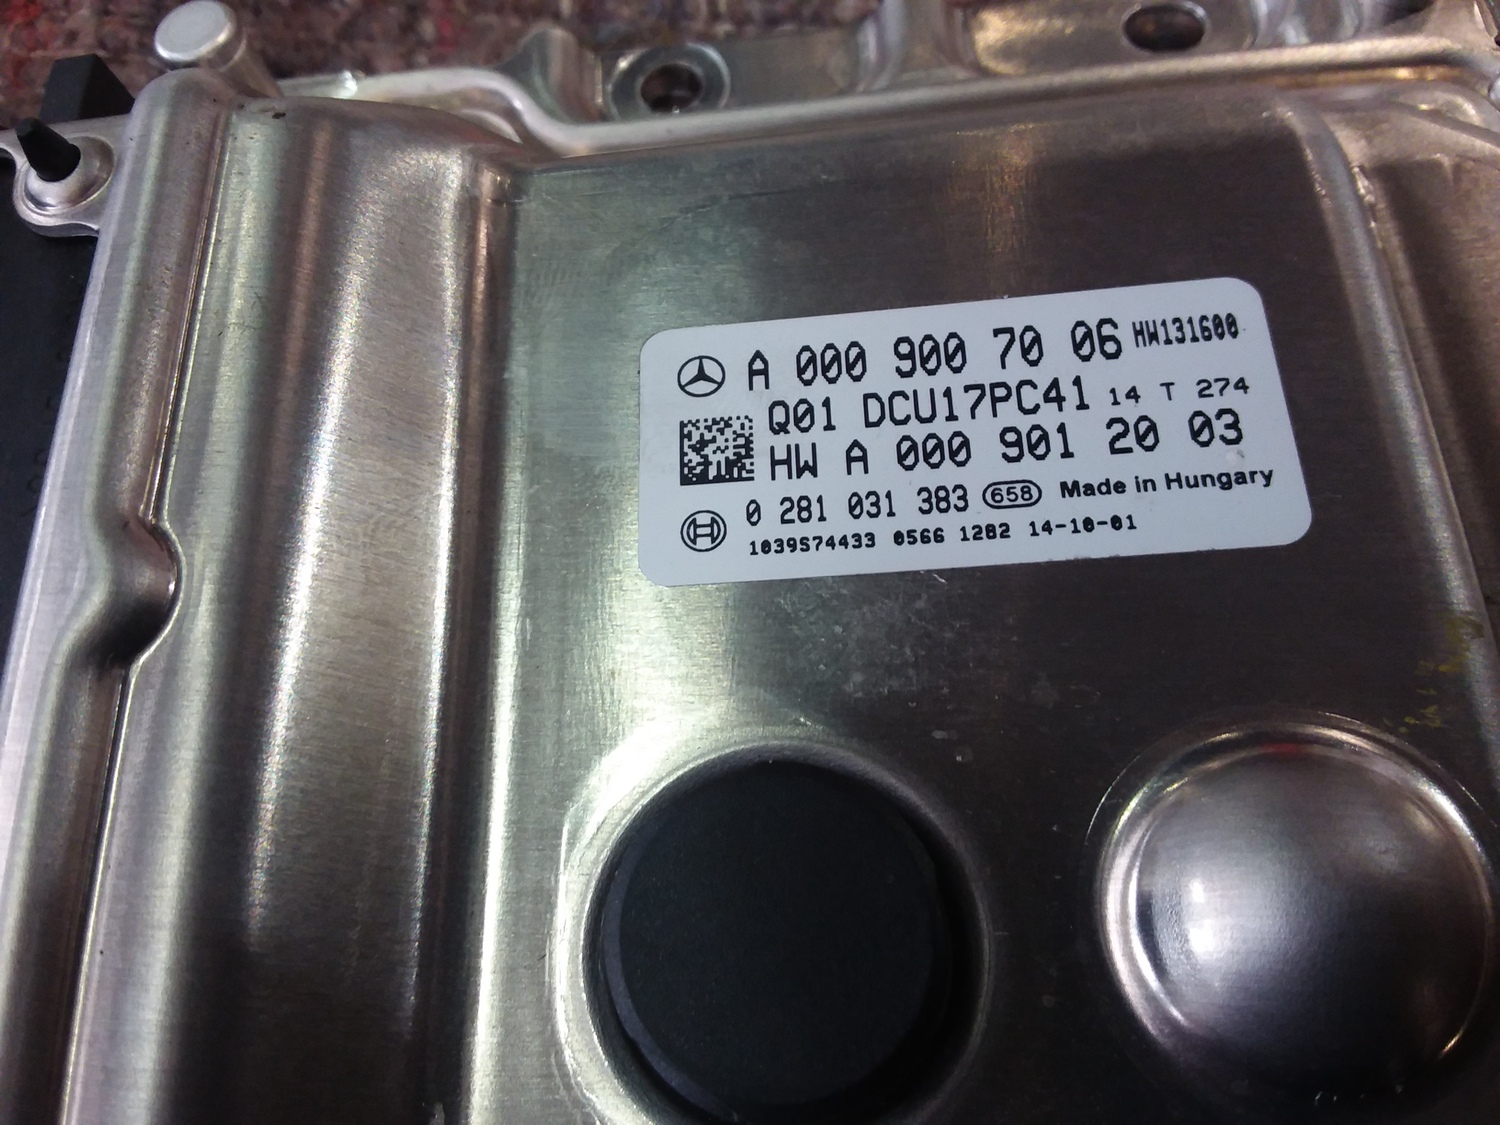 A 000 900 70 06 HW131600
Q01 DCU17PC41 14 T 274
HW A 000 901 20 03
0 281 031 383 658 Made in Hungary
1039S74433 0566 1282 14-10-01